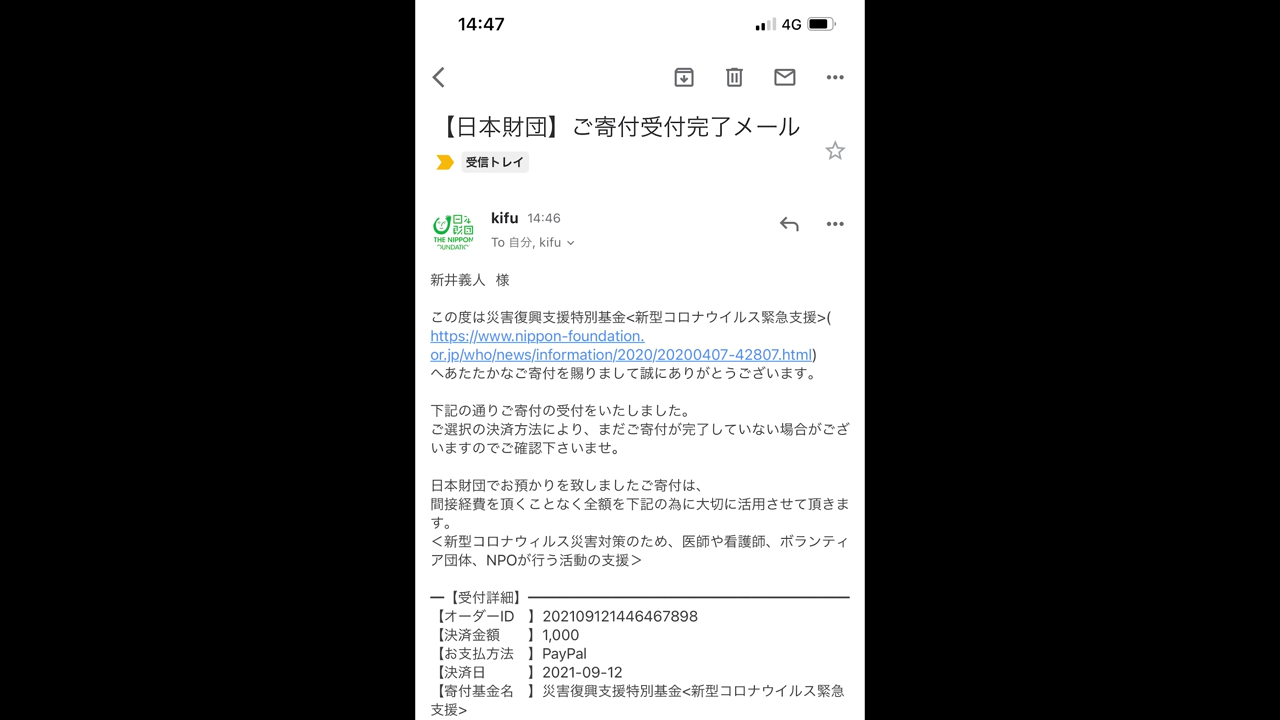 14:47
4G
【日本財団】ご寄付受付完了メール
受信トレイ
日本財団
THE NIPPON
FOUNDATION
kifu 14:46
To 自分, kifu
新井義人 様
この度は災害復興支援特別基金<新型コロナウイルス緊急支援>(
https://www.nippon-foundation.
or.jp/who/news/information/2020/20200407-42807.html)
へあたたかなご寄付を賜りまして誠にありがとうございます。
下記の通りご寄付の受付をいたしました。
ご選択の決済方法により、まだご寄付が完了していない場合がござ
いますのでご確認下さいませ。
日本財団でお預かりを致しましたご寄付は、
間接経費を頂くことなく全額を下記の為に大切に活用させて頂きま
す。
＜新型コロナウィルス災害対策のため、医師や看護師、ボランティ
ア団体、NPOが行う活動の支援＞
━【受付詳細】━━━━━━━━━━━━━━━━━━━━━━━
【オーダーID 】202109121446467898
【決済金額 】1,000
【お支払方法 】PayPal
【決済日 】2021-09-12
【寄付基金名 】災害復興支援特別基金<新型コロナウイルス緊急
支援>